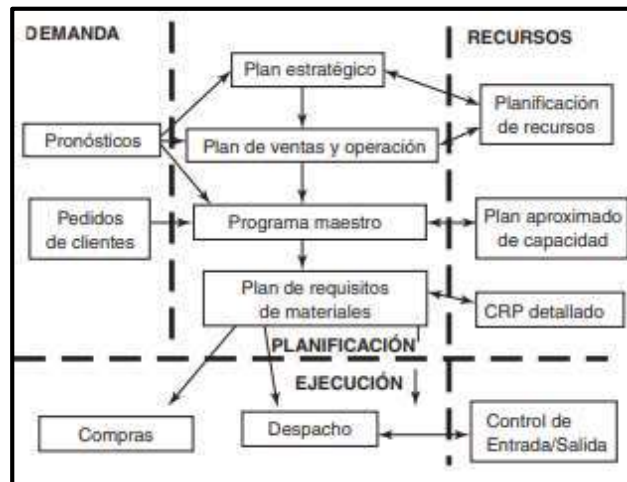 DEMANDA
RECURSOS
Plan estratégico
Planificación
de recursos
Pronósticos
Plan de ventas y operación
Pedidos
de clientes
Programa maestro
Plan aproximado
de capacidad
Plan de requisitos
de materiales
CRP detallado
PLANIFICACIÓN
EJECUCIÓN
Compras
Despacho
Control de
Entrada/Salida